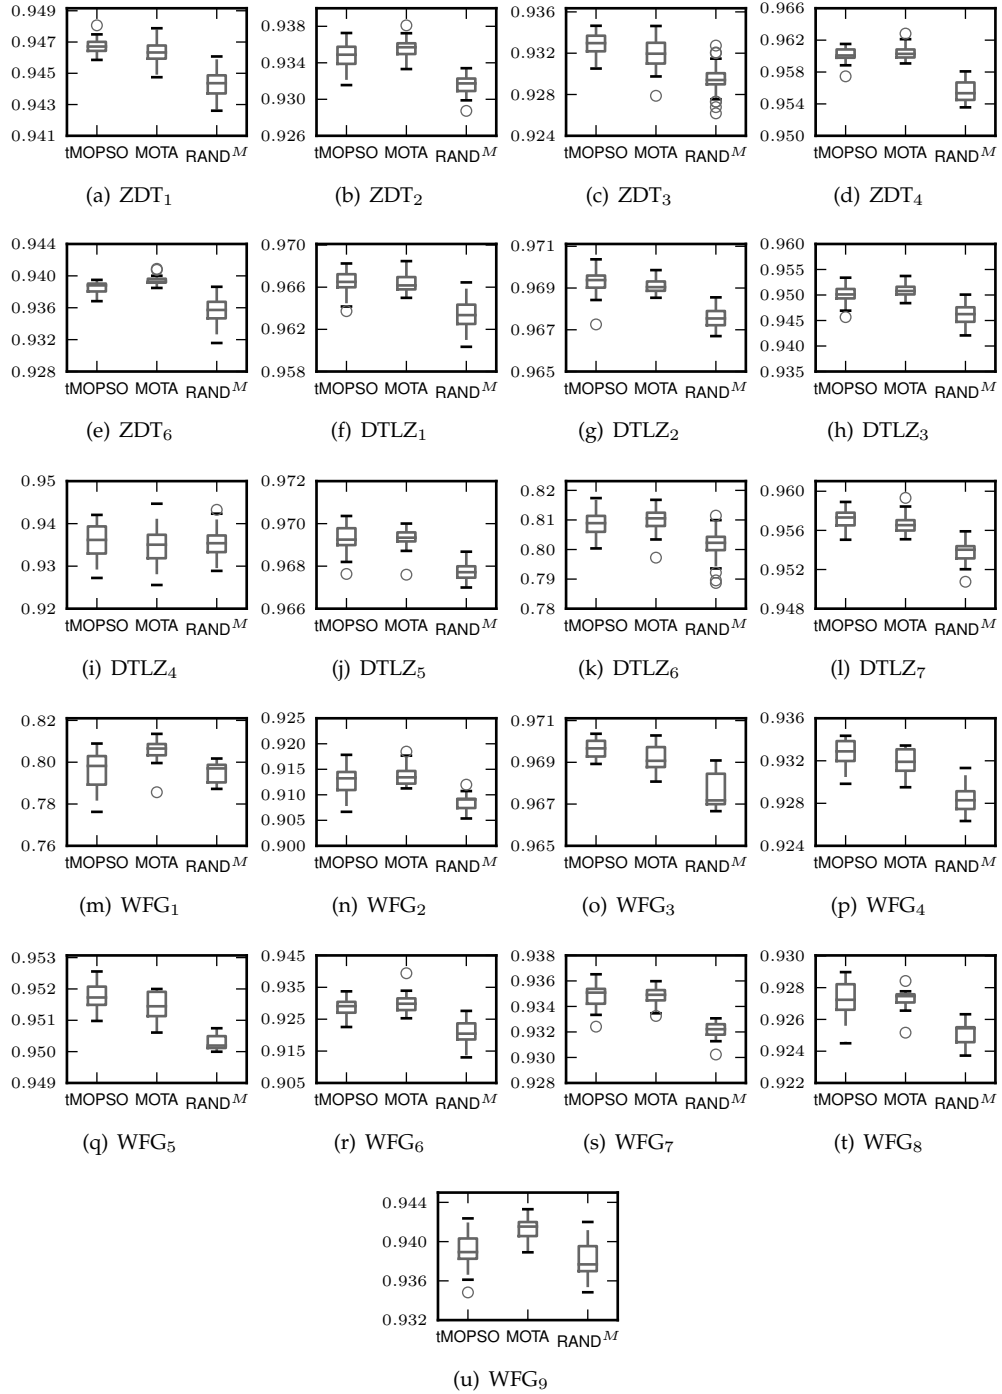 0.949
0.947
0.945
0.943
0.941
tMOPSO MOTA RAND^M
(a) ZDT₁
0.938
0.934
0.930
0.926
tMOPSO MOTA RAND^M
(b) ZDT₂
0.936
0.932
0.928
0.924
tMOPSO MOTA RAND^M
(c) ZDT₃
0.966
0.962
0.958
0.954
0.950
tMOPSO MOTA RAND^M
(d) ZDT₄
0.944
0.940
0.936
0.932
0.928
tMOPSO MOTA RAND^M
(e) ZDT₆
0.970
0.966
0.962
0.958
tMOPSO MOTA RAND^M
(f) DTLZ₁
0.971
0.969
0.967
0.965
tMOPSO MOTA RAND^M
(g) DTLZ₂
0.960
0.955
0.950
0.945
0.940
0.935
tMOPSO MOTA RAND^M
(h) DTLZ₃
0.95
0.94
0.93
0.92
tMOPSO MOTA RAND^M
(i) DTLZ₄
0.972
0.970
0.968
0.966
tMOPSO MOTA RAND^M
(j) DTLZ₅
0.82
0.81
0.80
0.79
0.78
tMOPSO MOTA RAND^M
(k) DTLZ₆
0.960
0.956
0.952
0.948
tMOPSO MOTA RAND^M
(l) DTLZ₇
0.82
0.80
0.78
0.76
tMOPSO MOTA RAND^M
(m) WFG₁
0.925
0.920
0.915
0.910
0.905
0.900
tMOPSO MOTA RAND^M
(n) WFG₂
0.971
0.969
0.967
0.965
tMOPSO MOTA RAND^M
(o) WFG₃
0.936
0.932
0.928
0.924
tMOPSO MOTA RAND^M
(p) WFG₄
0.953
0.952
0.951
0.950
0.949
tMOPSO MOTA RAND^M
(q) WFG₅
0.945
0.935
0.925
0.915
0.905
tMOPSO MOTA RAND^M
(r) WFG₆
0.938
0.936
0.934
0.932
0.930
0.928
tMOPSO MOTA RAND^M
(s) WFG₇
0.930
0.928
0.926
0.924
0.922
tMOPSO MOTA RAND^M
(t) WFG₈
0.944
0.940
0.936
0.932
tMOPSO MOTA RAND^M
(u) WFG₉